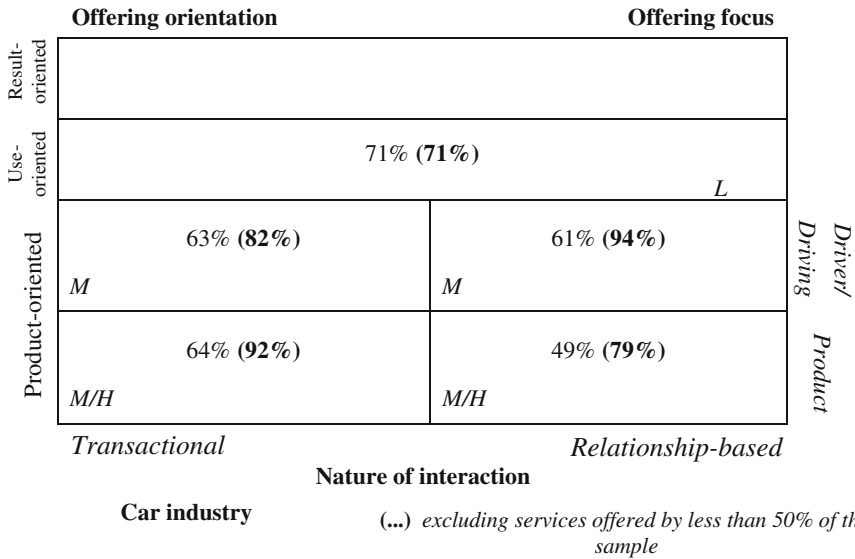 Offering orientation Offering focus
Result-
oriented
Use-
oriented
71% (71%)
L
Product-oriented
63% (82%) 61% (94%)
M M
Driver/
Driving
64% (92%) 49% (79%)
M/H M/H
Product
Transactional Relationship-based
Nature of interaction
Car industry
(...) excluding services offered by less than 50% of
sample